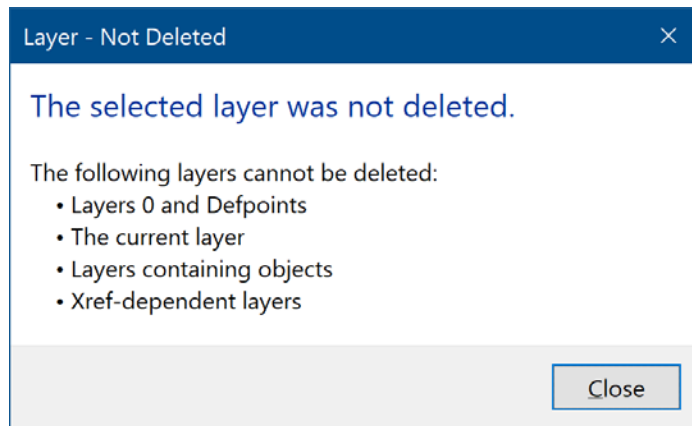 Layer - Not Deleted
The selected layer was not deleted.
The following layers cannot be deleted:
• Layers 0 and Defpoints
• The current layer
• Layers containing objects
• Xref-dependent layers
Close